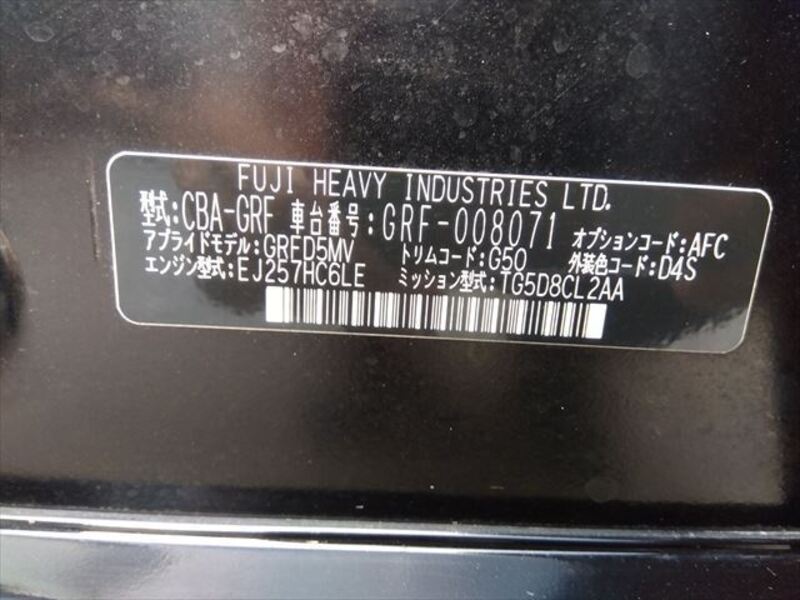 FUJI HEAVY INDUSTRIES LTD.
型式:CBA-GRF 車台番号:GRF-008071 オプションコード:AFC
アプライドモデル:GRED5MV トリムコード:G50 外装色コード:D4S
エンジン型式:EJ257HC6LE ミッション型式:TG5D8CL2AA